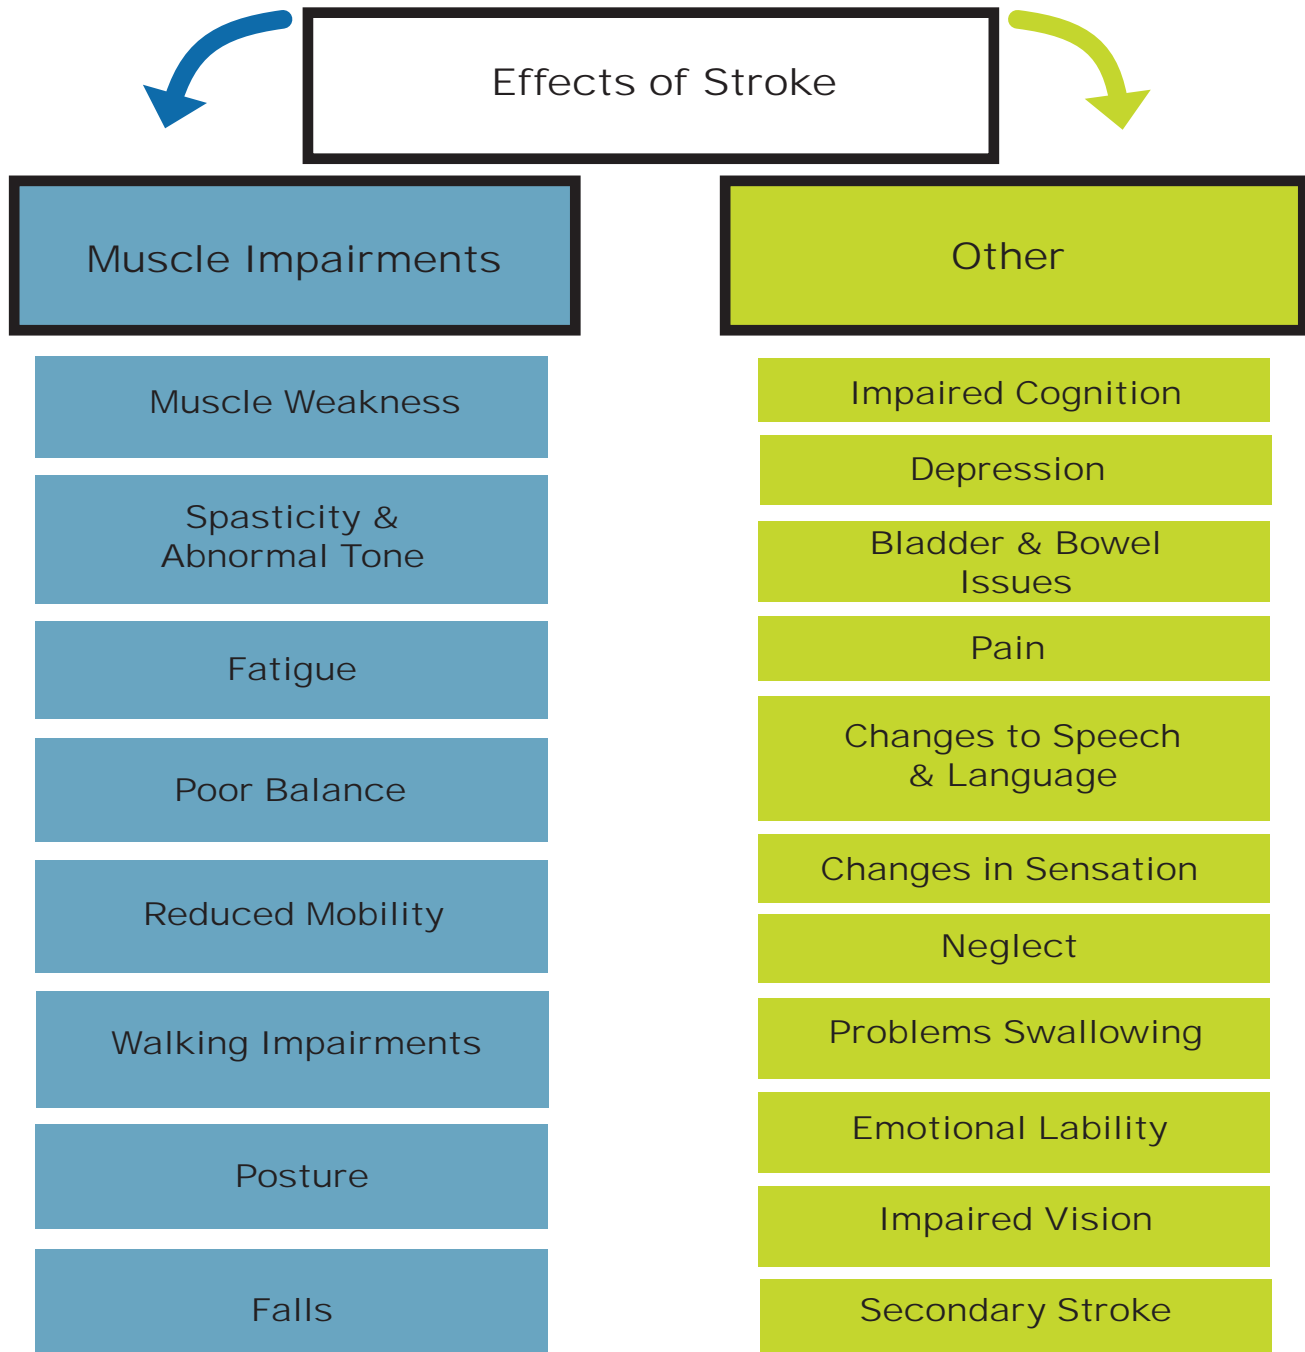 Effects of Stroke
Muscle Impairments
Muscle Weakness
Spasticity &
Abnormal Tone
Fatigue
Poor Balance
Reduced Mobility
Walking Impairments
Posture
Falls
Other
Impaired Cognition
Depression
Bladder & Bowel
Issues
Pain
Changes to Speech
& Language
Changes in Sensation
Neglect
Problems Swallowing
Emotional Lability
Impaired Vision
Secondary Stroke